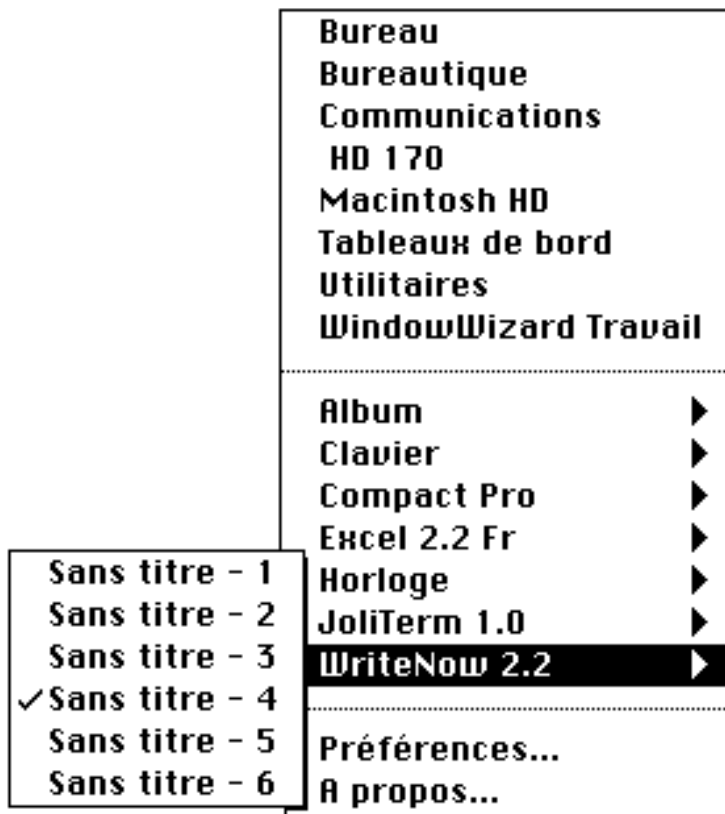 Bureau
Bureautique
Communications
HD 170
Macintosh HD
Tableaux de bord
Utilitaires
WindowWizard Travail
Album
Clavier
Compact Pro
Excel 2.2 Fr
Horloge
JoliTerm 1.0
WriteNow 2.2
Sans titre - 1
Sans titre - 2
Sans titre - 3
✓Sans titre - 4
Sans titre - 5
Sans titre - 6
Préférences...
A propos...